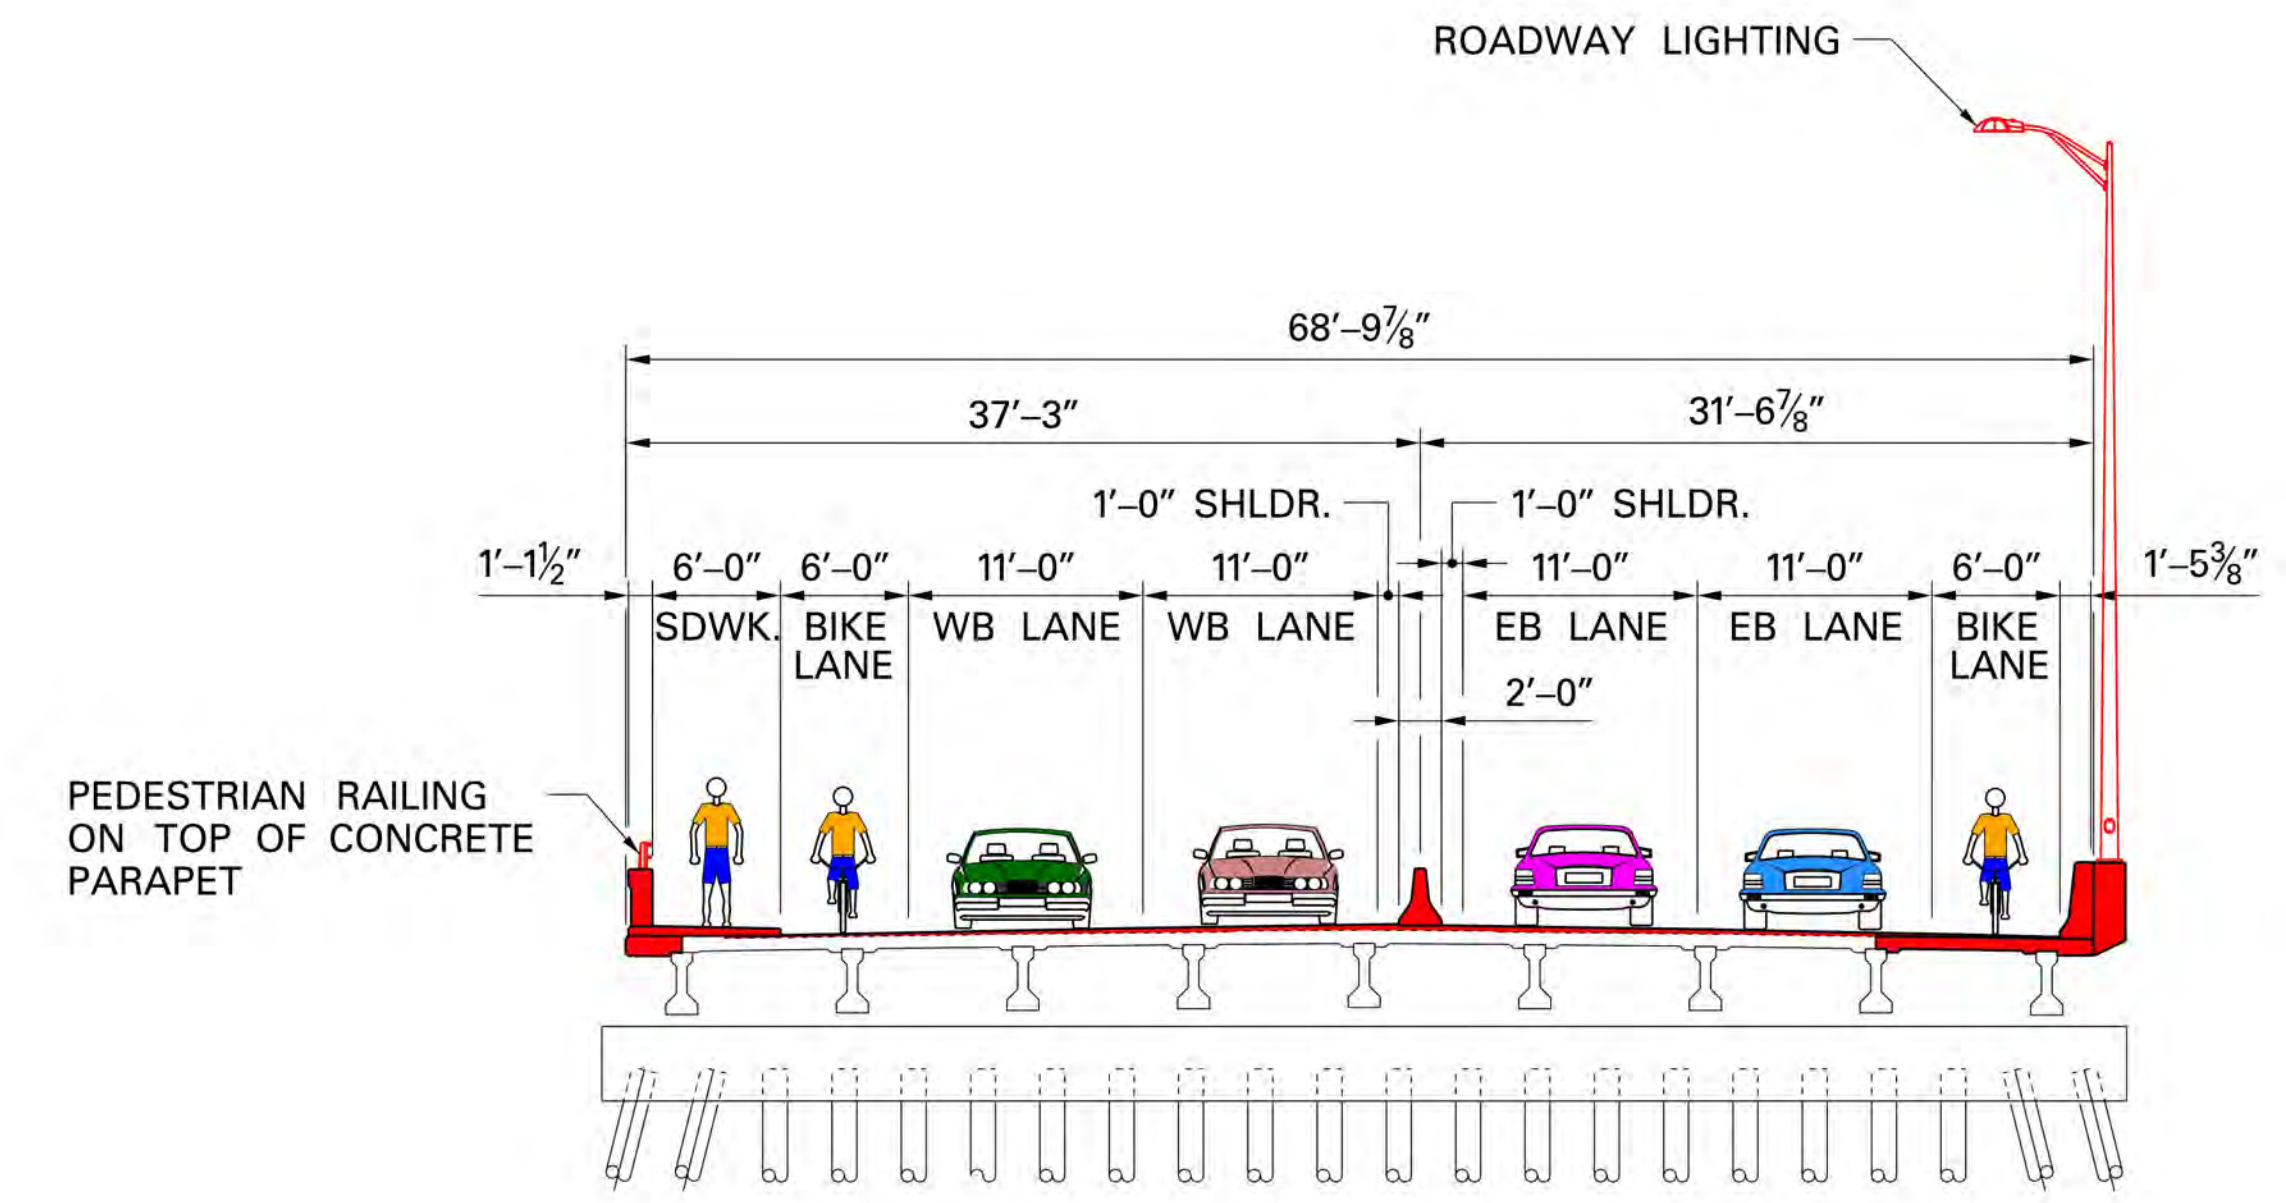 ROADWAY LIGHTING
68'–9⅞"
37'–3"
31'–6⅞"
1'–0" SHLDR.
1'–0" SHLDR.
1'–1½"
6'–0"
6'–0"
11'–0"
11'–0"
11'–0"
11'–0"
6'–0"
1'–5⅜"
SDWK.
BIKE
LANE
WB LANE
WB LANE
EB LANE
EB LANE
BIKE
LANE
2'–0"
PEDESTRIAN RAILING
ON TOP OF CONCRETE
PARAPET